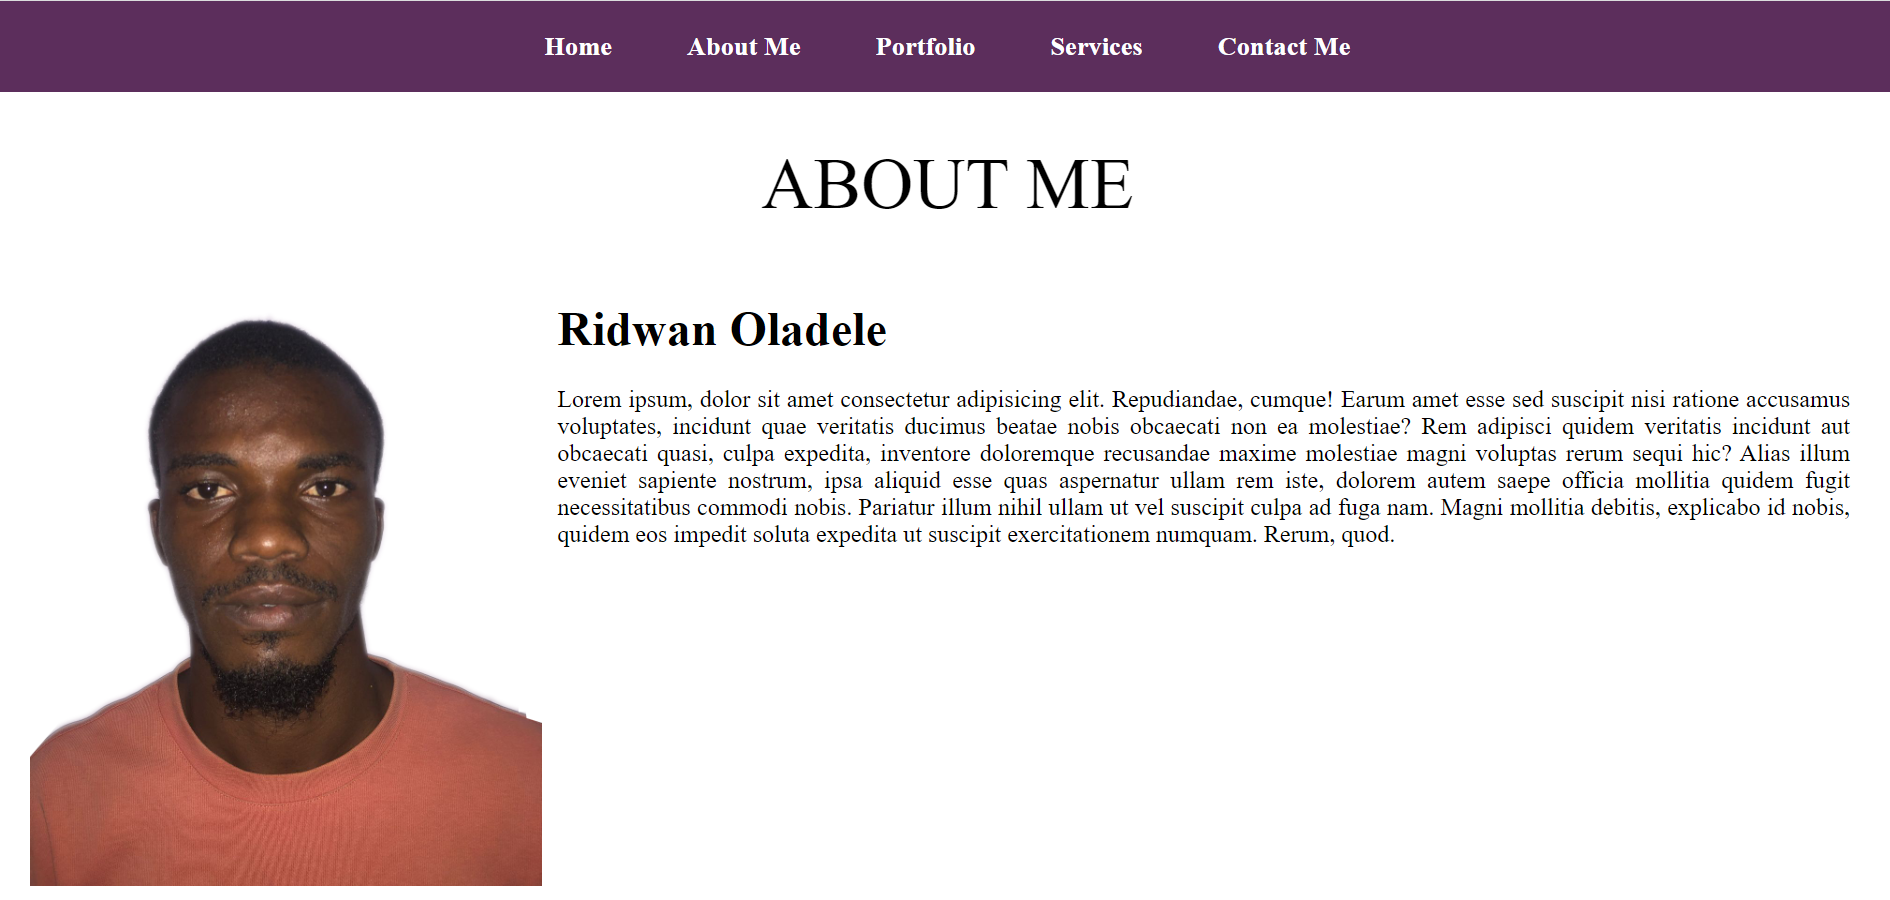 Home About Me Portfolio Services Contact Me
ABOUT ME
Ridwan Oladele
Lorem ipsum, dolor sit amet consectetur adipisicing elit. Repudiandae, cumque! Earum amet esse sed suscipit nisi ratione accusamus
voluptates, incidunt quae veritatis ducimus beatae nobis obcaecati non ea molestiae? Rem adipisci quidem veritatis incidunt aut
obcaecati quasi, culpa expedita, inventore doloremque recusandae maxime molestiae magni voluptas rerum sequi hic? Alias illum
eveniet sapiente nostrum, ipsa aliquid esse quas aspernatur ullam rem iste, dolorem autem saepe officia mollitia quidem fugit
necessitatibus commodi nobis. Pariatur illum nihil ullam ut vel suscipit culpa ad fuga nam. Magni mollitia debitis, explicabo id nobis,
quidem eos impedit soluta expedita ut suscipit exercitationem numquam. Rerum, quod.